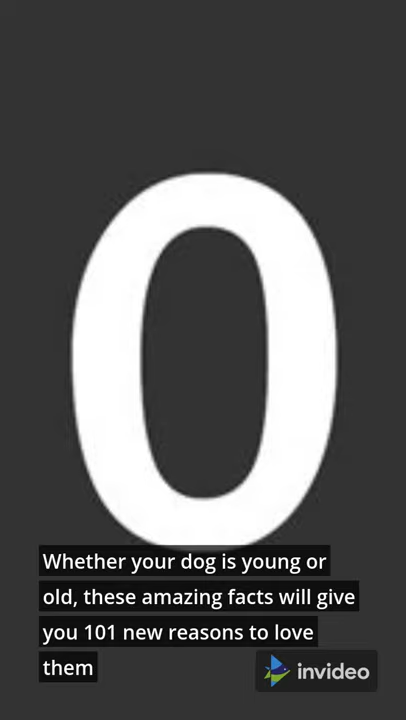 0
Whether your dog is young or
old, these amazing facts will give
you 101 new reasons to love
them
invideo